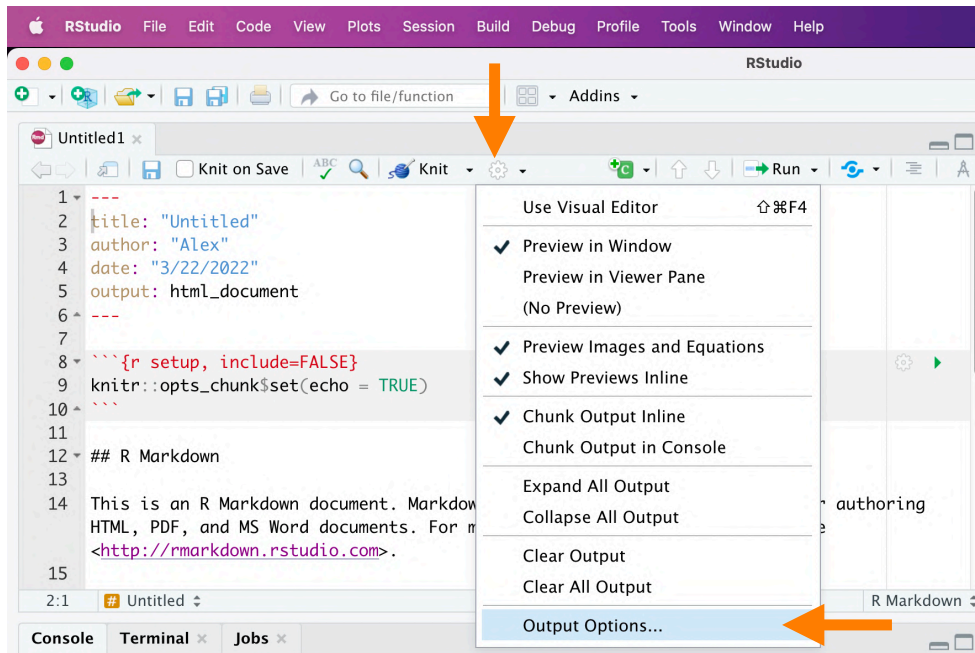 RStudio File Edit Code View Plots Session Build Debug Profile Tools Window Help
RStudio
Go to file/function Addins
Untitled1
Knit on Save ABC Knit Run
1 ---
2 title: "Untitled"
3 author: "Alex"
4 date: "3/22/2022"
5 output: html_document
6 ---
7
8 ```{r setup, include=FALSE}
9 knitr::opts_chunk$set(echo = TRUE)
10 ```
11
12 ## R Markdown
13
14 This is an R Markdown document. Markdow r authoring
HTML, PDF, and MS Word documents. For m e
<http://rmarkdown.rstudio.com>.
15
Use Visual Editor ⇧⌘F4
Preview in Window
Preview in Viewer Pane
(No Preview)
Preview Images and Equations
Show Previews Inline
Chunk Output Inline
Chunk Output in Console
Expand All Output
Collapse All Output
Clear Output
Clear All Output
Output Options...
2:1 # Untitled R Markdown
Console Terminal Jobs